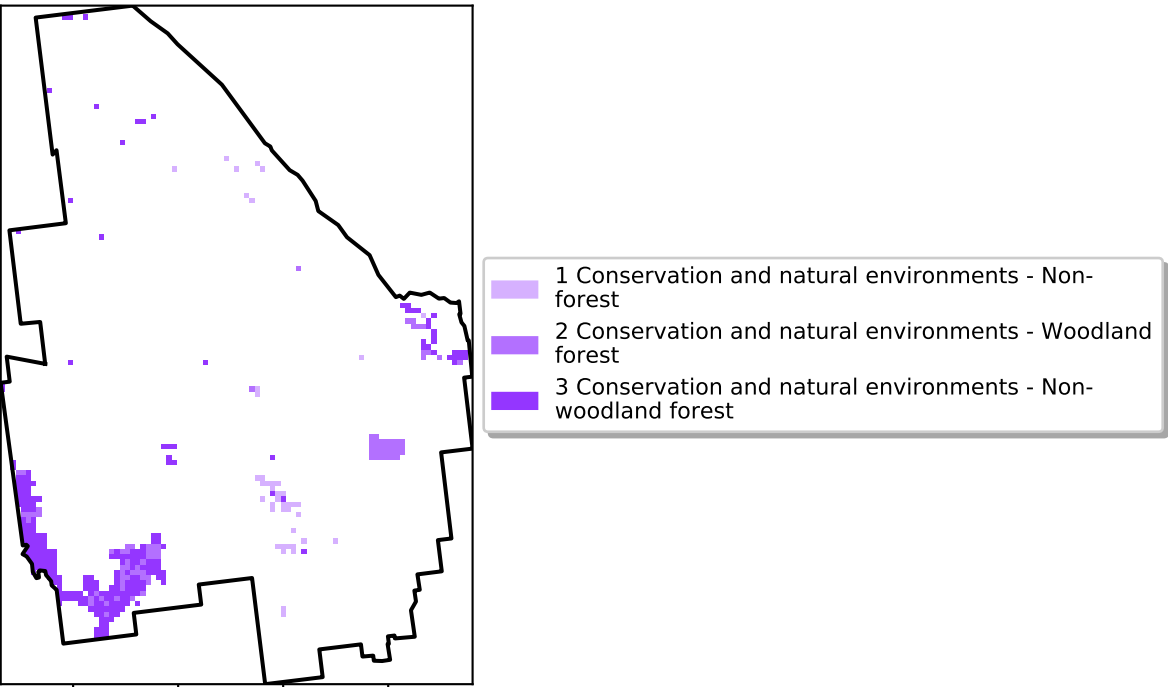 1 Conservation and natural environments - Non-
forest
2 Conservation and natural environments - Woodland
forest
3 Conservation and natural environments - Non-
woodland forest